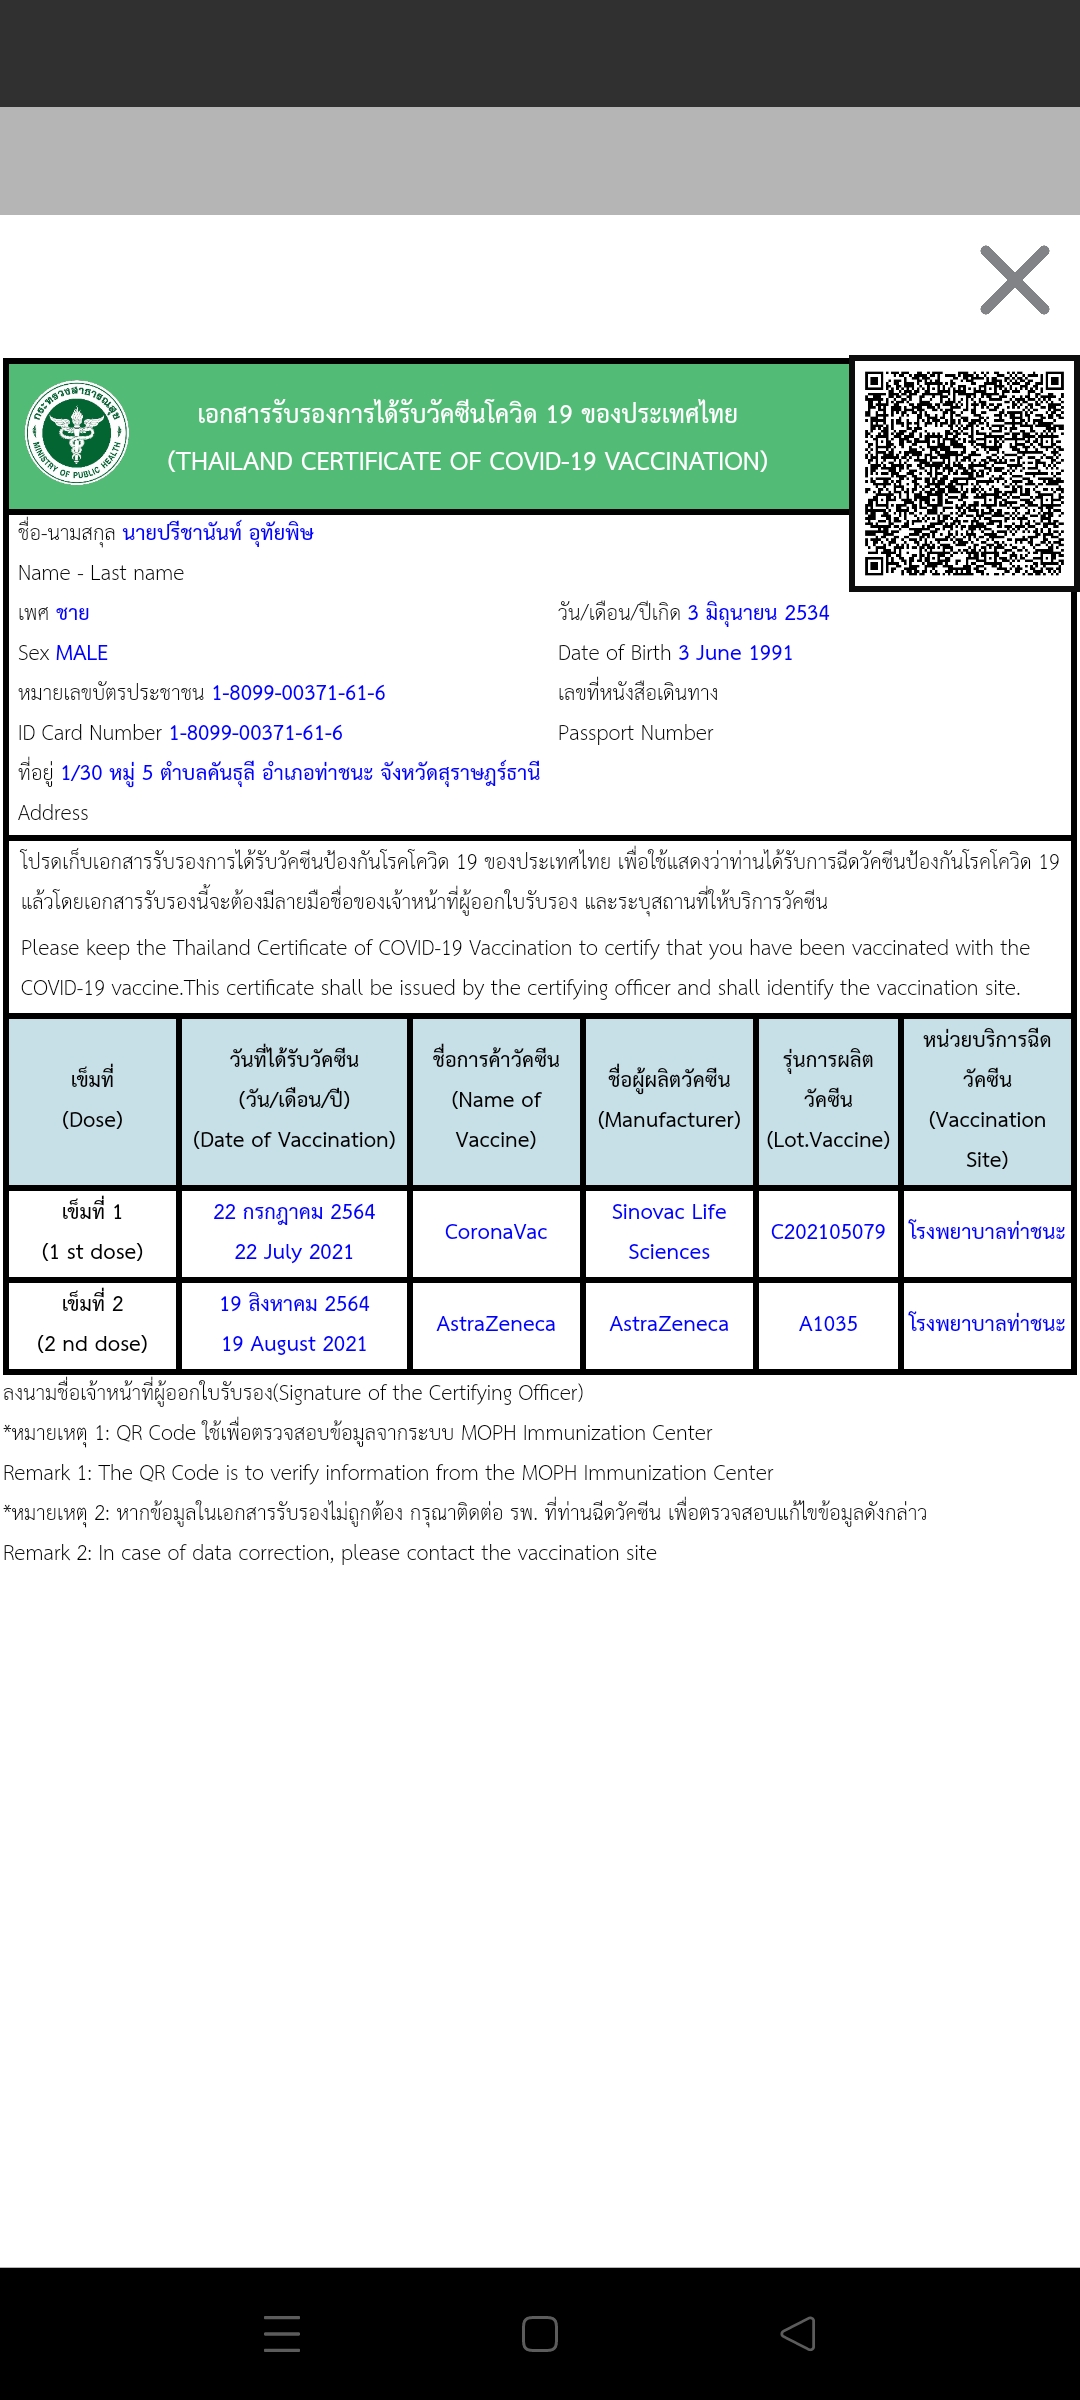 กระทรวงสาธารณสุข
MINISTRY OF PUBLIC HEALTH
เอกสารรับรองการได้รับวัคซีนโควิด 19 ของประเทศไทย
(THAILAND CERTIFICATE OF COVID-19 VACCINATION)
ชื่อ-นามสกุล นายปรีชานันท์ อุทัยพิษ
Name - Last name
เพศ ชาย วัน/เดือน/ปีเกิด 3 มิถุนายน 2534
Sex MALE Date of Birth 3 June 1991
หมายเลขบัตรประชาชน 1-8099-00371-61-6 เลขที่หนังสือเดินทาง
ID Card Number 1-8099-00371-61-6 Passport Number
ที่อยู่ 1/30 หมู่ 5 ตำบลคันธุลี อำเภอท่าชนะ จังหวัดสุราษฎร์ธานี
Address
โปรดเก็บเอกสารรับรองการได้รับวัคซีนป้องกันโรคโควิด 19 ของประเทศไทย เพื่อใช้แสดงว่าท่านได้รับการฉีดวัคซีนป้องกันโรคโควิด 19
แล้วโดยเอกสารรับรองนี้จะต้องมีลายมือชื่อของเจ้าหน้าที่ผู้ออกใบรับรอง และระบุสถานที่ให้บริการวัคซีน
Please keep the Thailand Certificate of COVID-19 Vaccination to certify that you have been vaccinated with the
COVID-19 vaccine.This certificate shall be issued by the certifying officer and shall identify the vaccination site.
เข็มที่
(Dose)
วันที่ได้รับวัคซีน
(วัน/เดือน/ปี)
(Date of Vaccination)
ชื่อการค้าวัคซีน
(Name of
Vaccine)
ชื่อผู้ผลิตวัคซีน
(Manufacturer)
รุ่นการผลิต
วัคซีน
(Lot.Vaccine)
หน่วยบริการฉีด
วัคซีน
(Vaccination
Site)
เข็มที่ 1
(1 st dose)
22 กรกฎาคม 2564
22 July 2021
CoronaVac
Sinovac Life
Sciences
C202105079
โรงพยาบาลท่าชนะ
เข็มที่ 2
(2 nd dose)
19 สิงหาคม 2564
19 August 2021
AstraZeneca
AstraZeneca
A1035
โรงพยาบาลท่าชนะ
ลงนามชื่อเจ้าหน้าที่ผู้ออกใบรับรอง(Signature of the Certifying Officer)
*หมายเหตุ 1: QR Code ใช้เพื่อตรวจสอบข้อมูลจากระบบ MOPH Immunization Center
Remark 1: The QR Code is to verify information from the MOPH Immunization Center
*หมายเหตุ 2: หากข้อมูลในเอกสารรับรองไม่ถูกต้อง กรุณาติดต่อ รพ. ที่ท่านฉีดวัคซีน เพื่อตรวจสอบแก้ไขข้อมูลดังกล่าว
Remark 2: In case of data correction, please contact the vaccination site